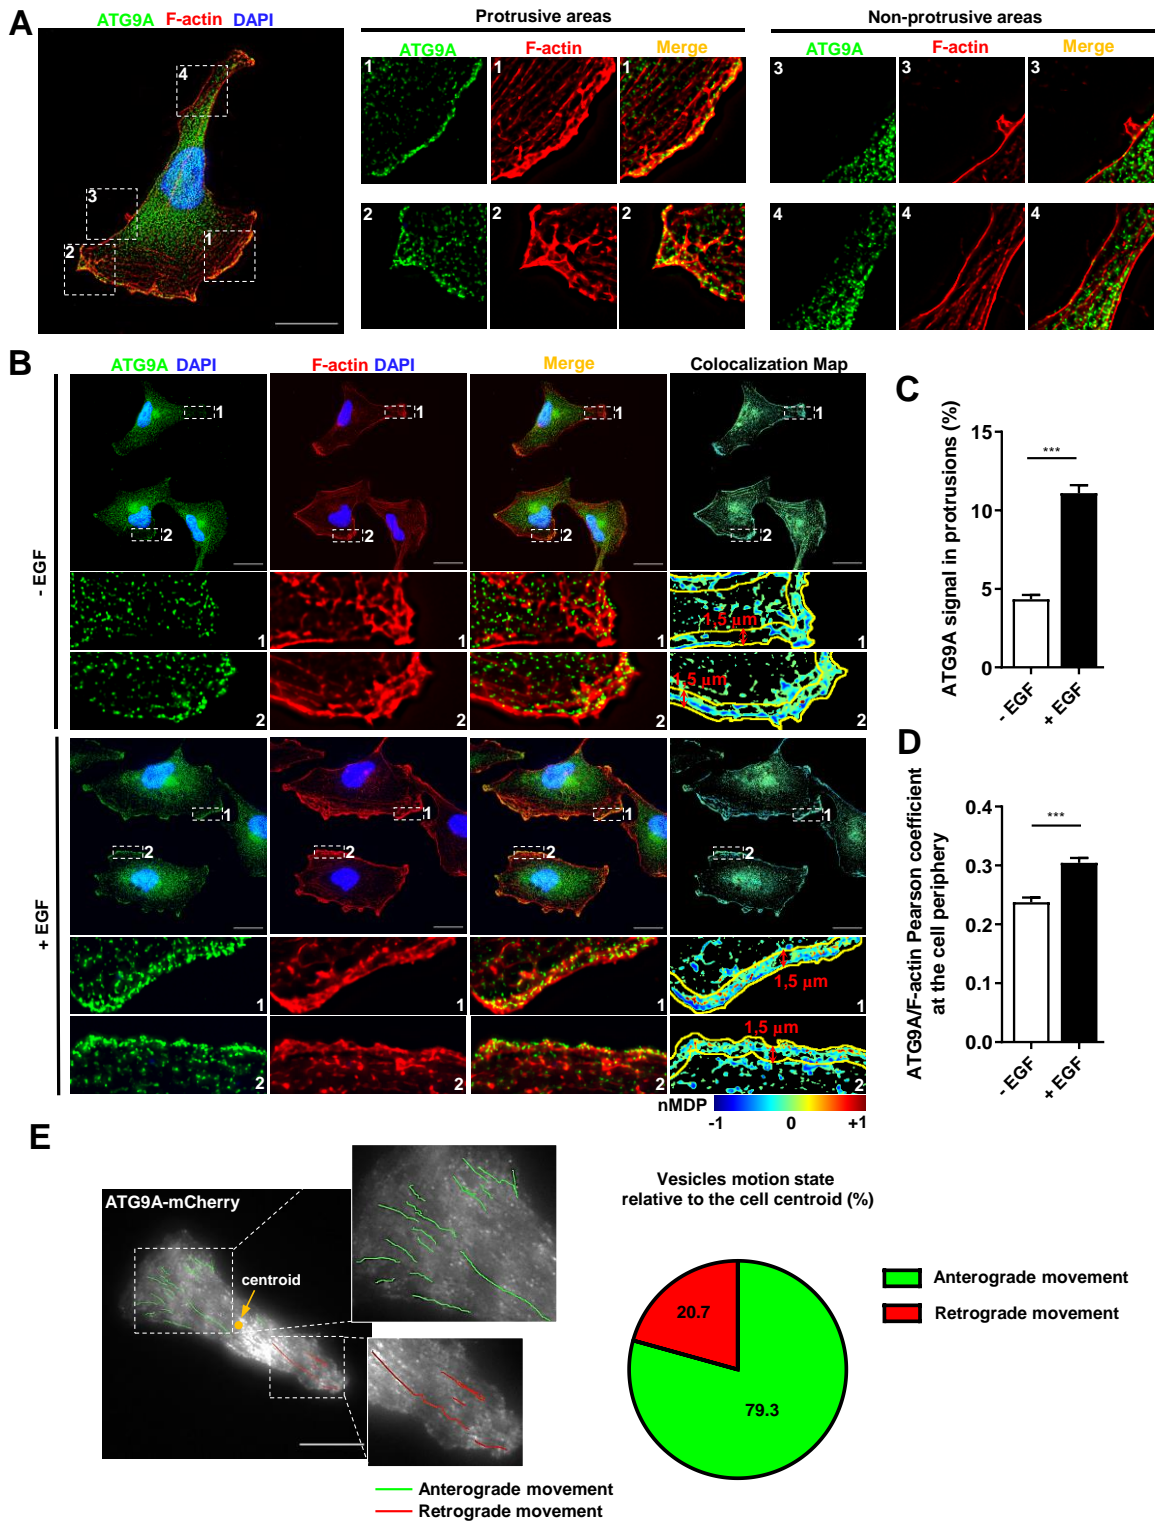 A
ATG9A F-actin DAPI
4
3
2
1
Protrusive areas
ATG9A F-actin Merge
1 1 1
2 2 2
Non-protrusive areas
ATG9A F-actin Merge
3 3 3
4 4 4
B
ATG9A DAPI F-actin DAPI Merge Colocalization Map
- EGF
1 1 1 1
2 2 2 2
1,5 µm
1 1 1 1
1,5 µm
2 2 2 2
+ EGF
1 1 1 1
2 2 2 2
1,5 µm
1 1 1 1
1,5 µm
2 2 2 2
nMDP
-1 0 +1
C
ATG9A signal in protrusions (%)
15
10
5
0
***
- EGF
+ EGF
D
ATG9A/F-actin Pearson coefficient
at the cell periphery
0.4
0.3
0.2
0.1
0.0
***
- EGF
+ EGF
E
ATG9A-mCherry
centroid
Anterograde movement
Retrograde movement
Vesicles motion state
relative to the cell centroid (%)
20.7
79.3
Anterograde movement
Retrograde movement